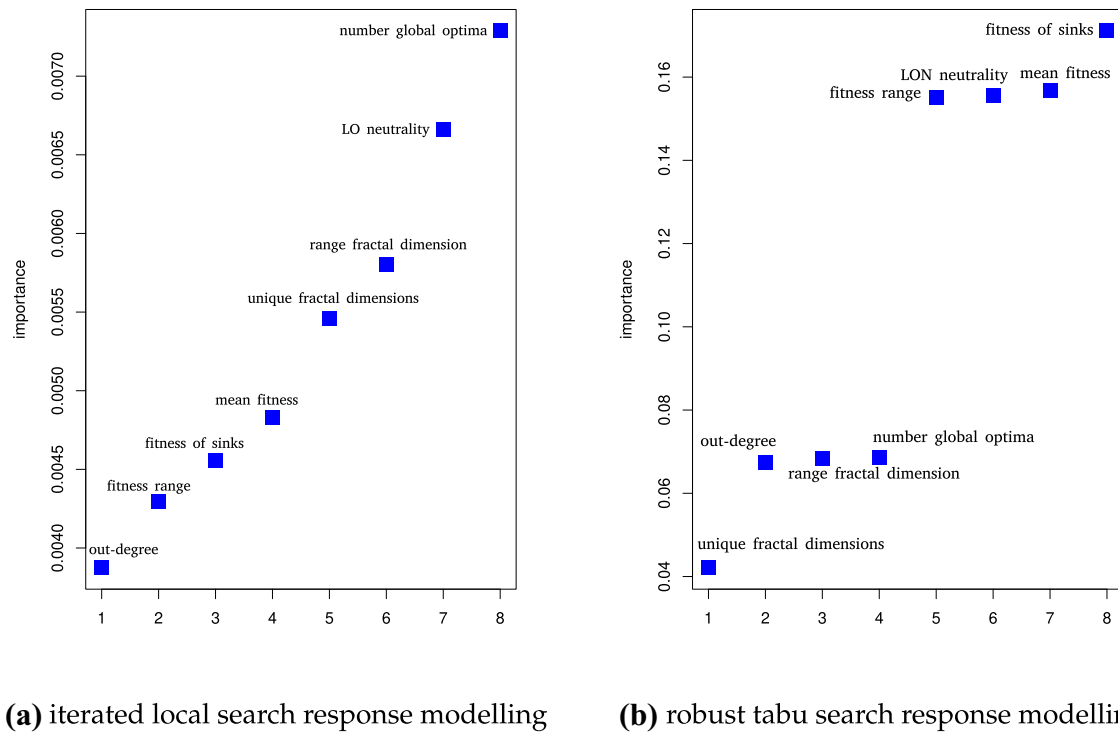 number global optima
LO neutrality
range fractal dimension
unique fractal dimensions
mean fitness
fitness of sinks
fitness range
out-degree
importance
0.0070
0.0065
0.0060
0.0055
0.0050
0.0045
0.0040
1 2 3 4 5 6 7 8
(a) iterated local search response modelling
fitness of sinks
LON neutrality mean fitness
fitness range
number global optima
out-degree
range fractal dimension
unique fractal dimensions
importance
0.16
0.14
0.12
0.10
0.08
0.06
0.04
1 2 3 4 5 6 7 8
(b) robust tabu search response modelli